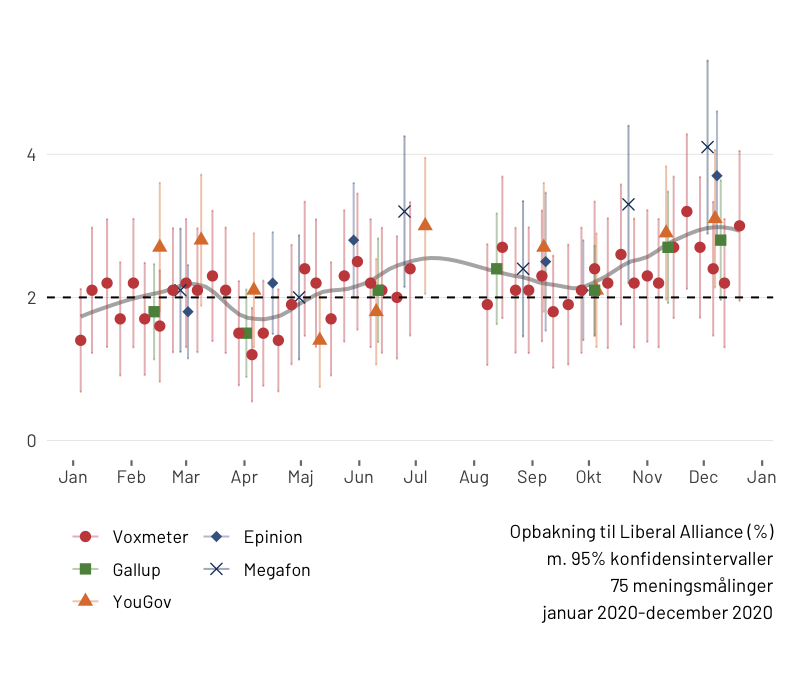 4
2
0
Jan Feb Mar Apr Maj Jun Jul Aug Sep Okt Nov Dec Jan
Voxmeter Epinion
Gallup Megafon
YouGov
Opbakning til Liberal Alliance (%)
m. 95% konfidensintervaller
75 meningsmålinger
januar 2020-december 2020